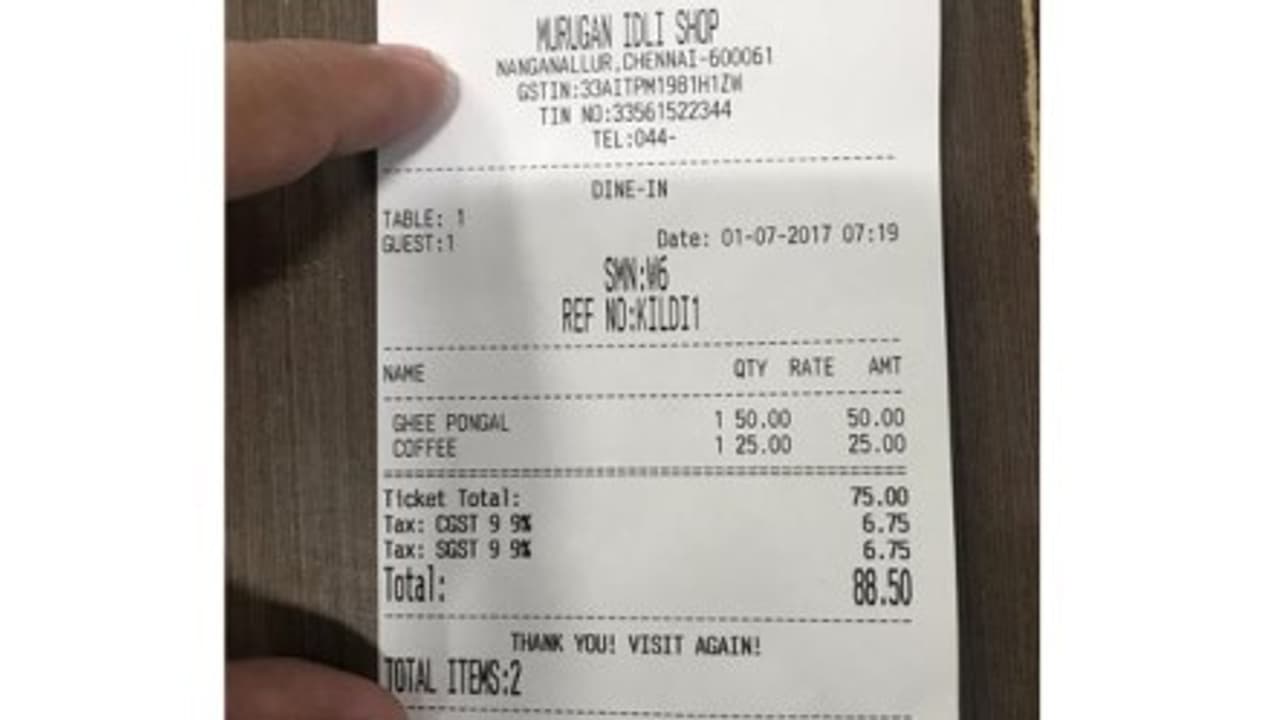 MURUGAN IDLI SHOP
NANGANALLUR,CHENNAI-600061
GSTIN:33AITPM1981H1ZW
TIN NO:33561522344
TEL:044-
DINE-IN
TABLE: 1
GUEST:1 Date: 01-07-2017 07:19
SMN:W6
REF NO:KILDI1
NAME QTY RATE AMT
GHEE PONGAL 1 50.00 50.00
COFFEE 1 25.00 25.00
Ticket Total: 75.00
Tax: CGST 9 9% 6.75
Tax: SGST 9 9% 6.75
Total: 88.50
THANK YOU! VISIT AGAIN!
TOTAL ITEMS:2